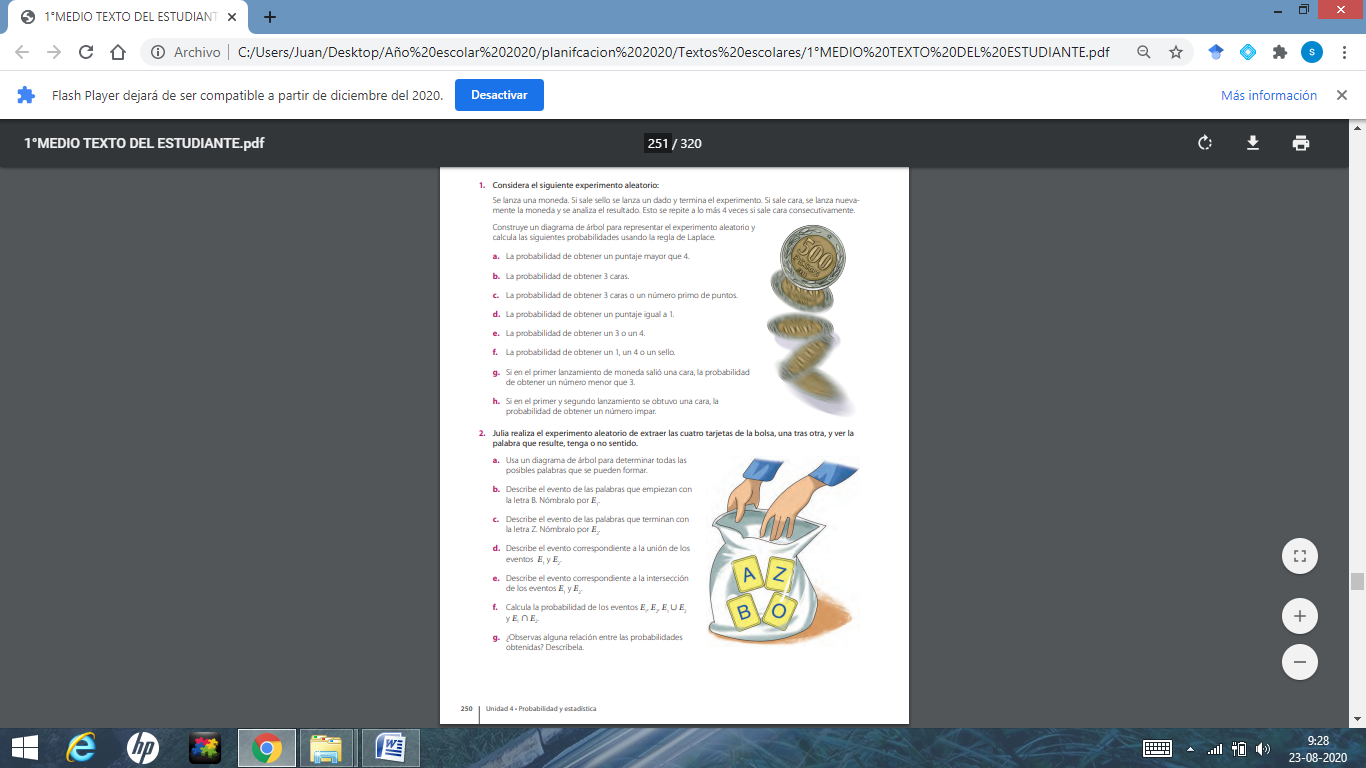 1°MEDIO TEXTO DEL ESTUDIANT
Archivo
C:/Users/Juan/Desktop/Año%20escolar%202020/planifcacion%202020/Textos%20escolares/1°MEDIO%20TEXTO%20DEL%20ESTUDIANTE.pdf
S
Flash Player dejará de ser compatible a partir de diciembre del 2020.
Desactivar
Más información
1°MEDIO TEXTO DEL ESTUDIANTE.pdf
251 / 320
1. Considera el siguiente experimento aleatorio:
Se lanza una moneda. Si sale sello se lanza un dado y termina el experimento. Si sale cara, se lanza nueva-
mente la moneda y se analiza el resultado. Esto se repite a lo más 4 veces si sale cara consecutivamente.
Construye un diagrama de árbol para representar el experimento aleatorio y
calcula las siguientes probabilidades usando la regla de Laplace.
a. La probabilidad de obtener un puntaje mayor que 4.
b. La probabilidad de obtener 3 caras.
c. La probabilidad de obtener 3 caras o un número primo de puntos.
d. La probabilidad de obtener un puntaje igual a 1.
e. La probabilidad de obtener un 3 o un 4.
f. La probabilidad de obtener un 1, un 4 o un sello.
g. Si en el primer lanzamiento de moneda salió una cara, la probabilidad
de obtener un número menor que 3.
h. Si en el primer y segundo lanzamiento se obtuvo una cara, la
probabilidad de obtener un número impar.
500
2. Julia realiza el experimento aleatorio de extraer las cuatro tarjetas de la bolsa, una tras otra, y ver la
palabra que resulte, tenga o no sentido.
a. Usa un diagrama de árbol para determinar todas las
posibles palabras que se pueden formar.
b. Describe el evento de las palabras que empiezan con
la letra B. Nómbralo por E₁.
c. Describe el evento de las palabras que terminan con
la letra Z. Nómbralo por E₂.
d. Describe el evento correspondiente a la unión de los
eventos E₁ y E₂.
e. Describe el evento correspondiente a la intersección
de los eventos E₁ y E₂.
f. Calcula la probabilidad de los eventos E₁, E₂, E₁ ∪ E₂
y E₁ ∩ E₂.
g. ¿Observas alguna relación entre las probabilidades
obtenidas? Descríbela.
A Z
B O
250 Unidad 4 • Probabilidad y estadística
hp
9:28
23-08-2020